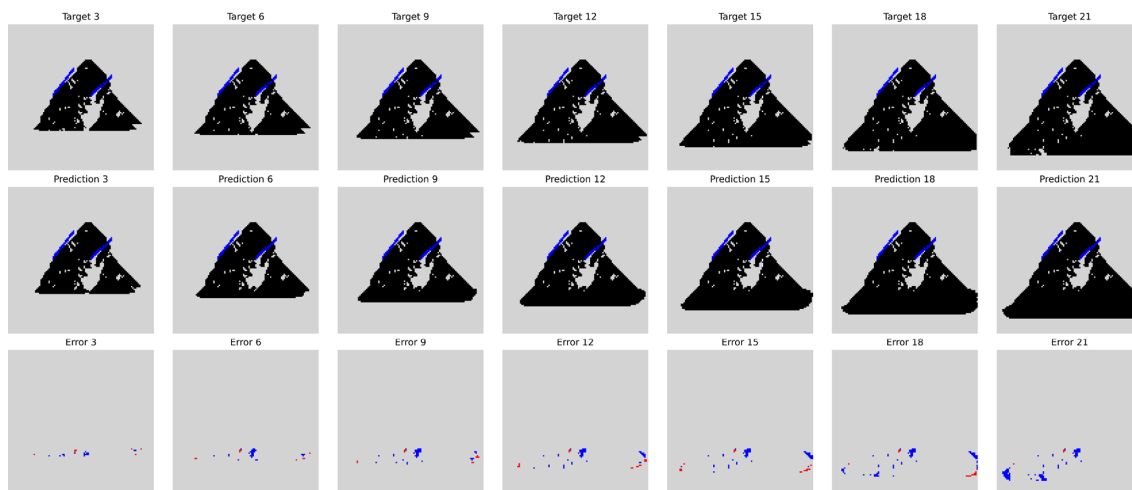 Target 3 Target 6 Target 9 Target 12 Target 15 Target 18 Target 21
Prediction 3 Prediction 6 Prediction 9 Prediction 12 Prediction 15 Prediction 18 Prediction 21
Error 3 Error 6 Error 9 Error 12 Error 15 Error 18 Error 21